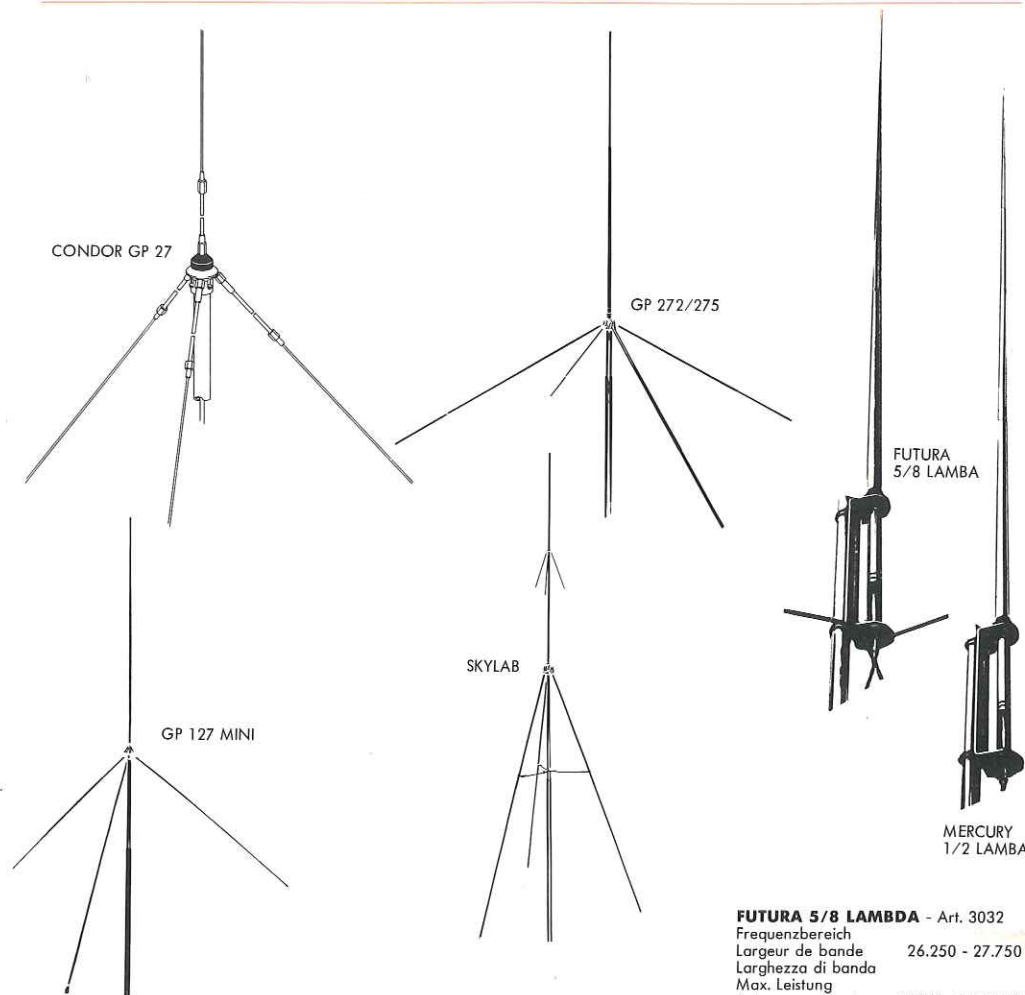 CONDOR GP 27
GP 272/275
FUTURA
5/8 LAMBA
SKYLAB
GP 127 MINI
MERCURY
1/2 LAMBA
FUTURA 5/8 LAMBDA - Art. 3032
Frequenzbereich
Largeur de bande 26.250 - 27.750
Larghezza di banda
Max. Leistung